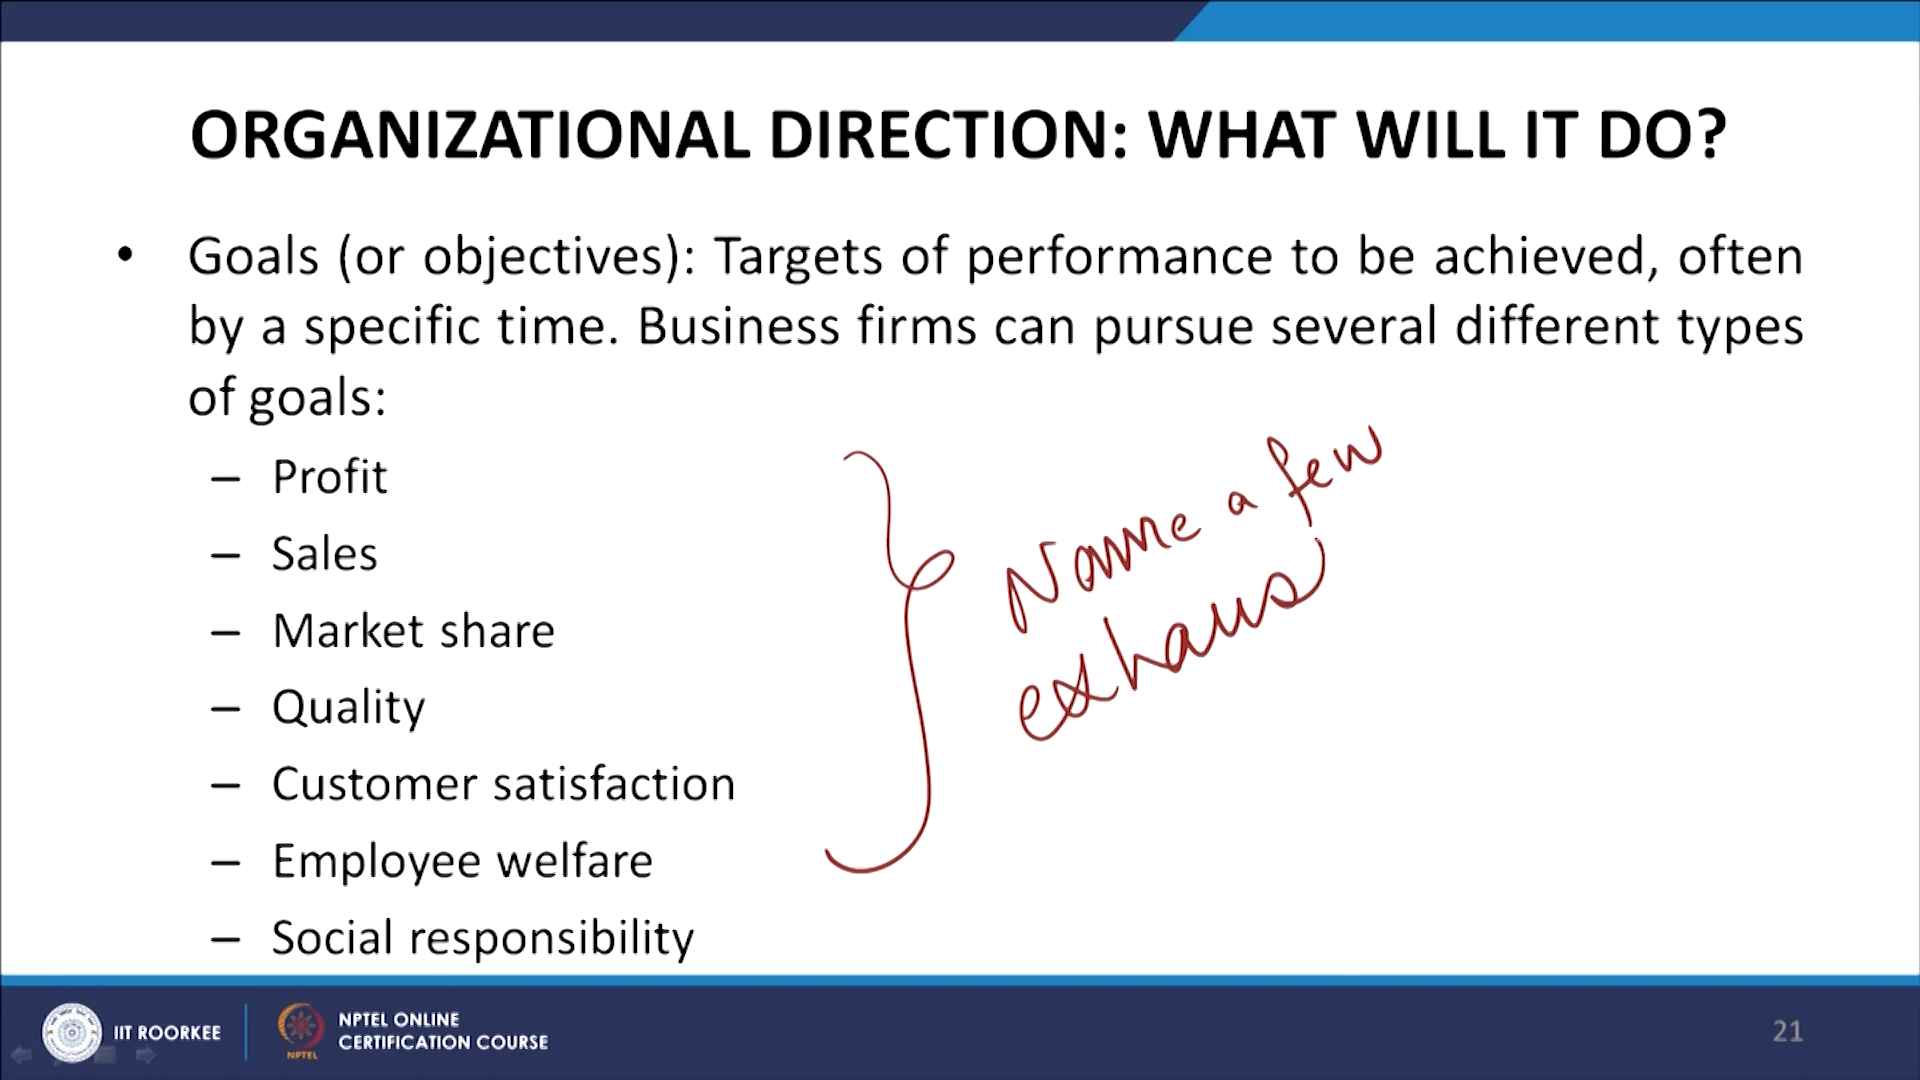 ORGANIZATIONAL DIRECTION: WHAT WILL IT DO?
• Goals (or objectives): Targets of performance to be achieved, often
by a specific time. Business firms can pursue several different types
of goals:
– Profit
– Sales
– Market share
– Quality
– Customer satisfaction
– Employee welfare
– Social responsibility
Name a few
exhaus
IIT ROORKEE
NPTEL
NPTEL ONLINE
CERTIFICATION COURSE
21